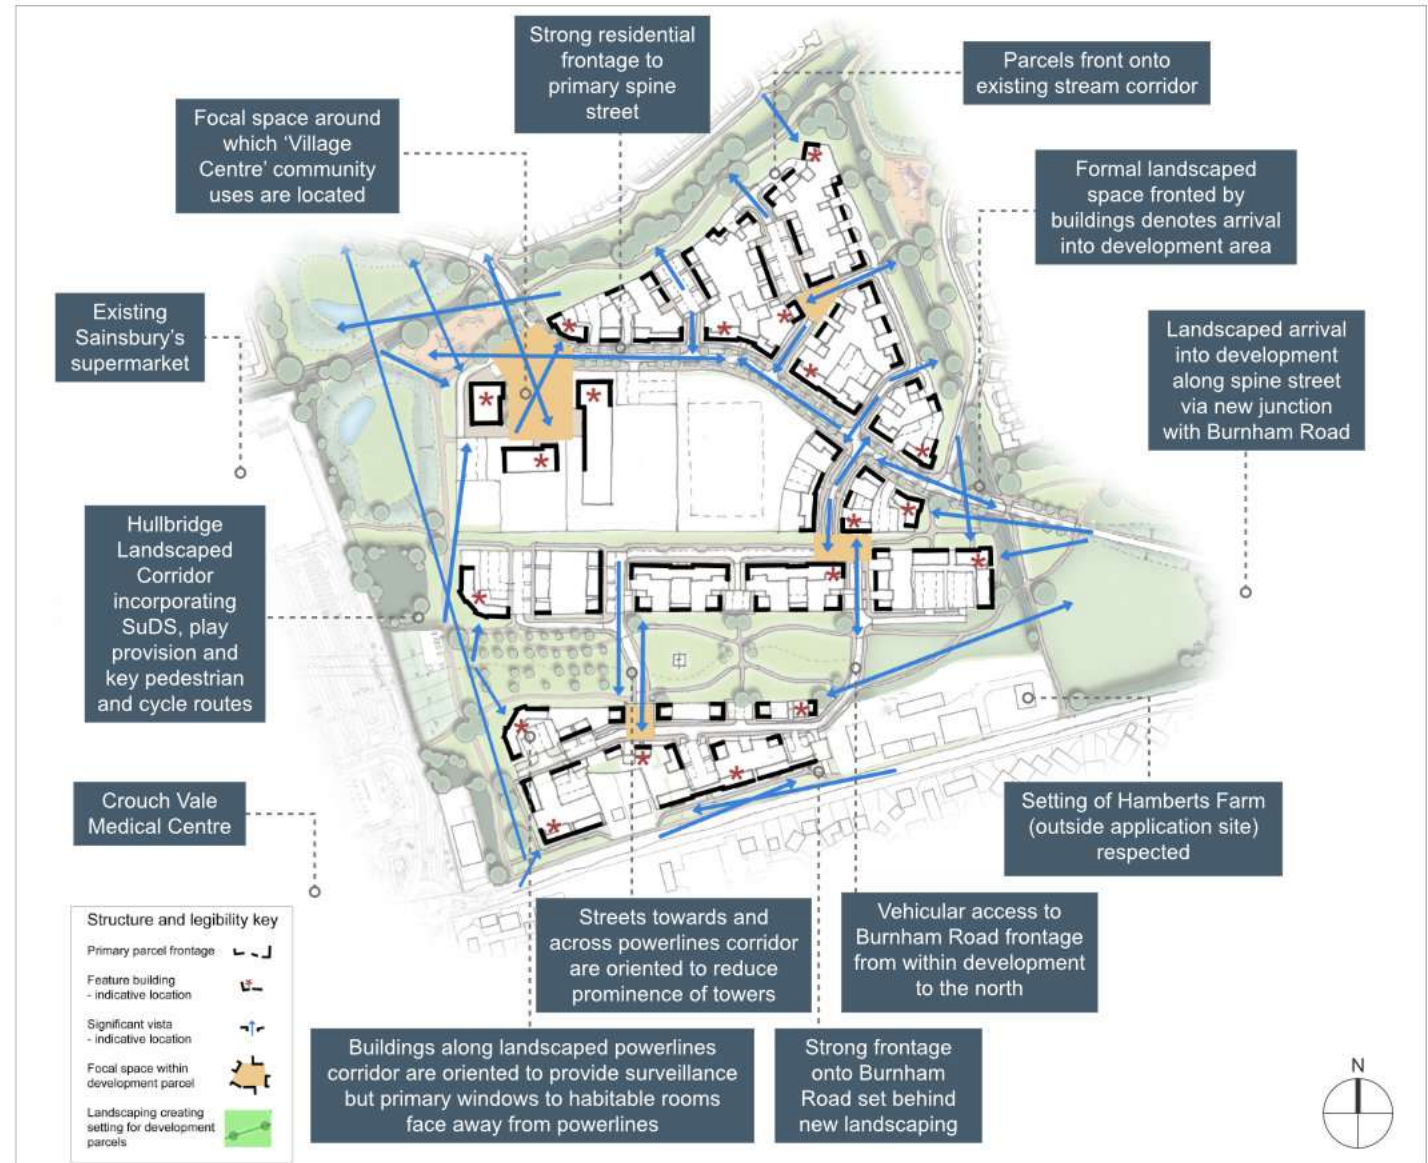 Strong residential
frontage to
primary spine
street
Parcels front onto
existing stream corridor
Focal space around
which ‘Village
Centre’ community
uses are located
Formal landscaped
space fronted by
buildings denotes arrival
into development area
Existing
Sainsbury’s
supermarket
Landscaped arrival
into development
along spine street
via new junction
with Burnham Road
Hullbridge
Landscaped
Corridor
incorporating
SuDS, play
provision and
key pedestrian
and cycle routes
Crouch Vale
Medical Centre
Setting of Hamberts Farm
(outside application site)
respected
Streets towards and
across powerlines corridor
are oriented to reduce
prominence of towers
Vehicular access to
Burnham Road frontage
from within development
to the north
Buildings along landscaped powerlines
corridor are oriented to provide surveillance
but primary windows to habitable rooms
face away from powerlines
Strong frontage
onto Burnham
Road set behind
new landscaping
Structure and legibility key
Primary parcel frontage
Feature building
- indicative location
Significant vista
- indicative location
Focal space within
development parcel
Landscaping creating
setting for development
parcels
N